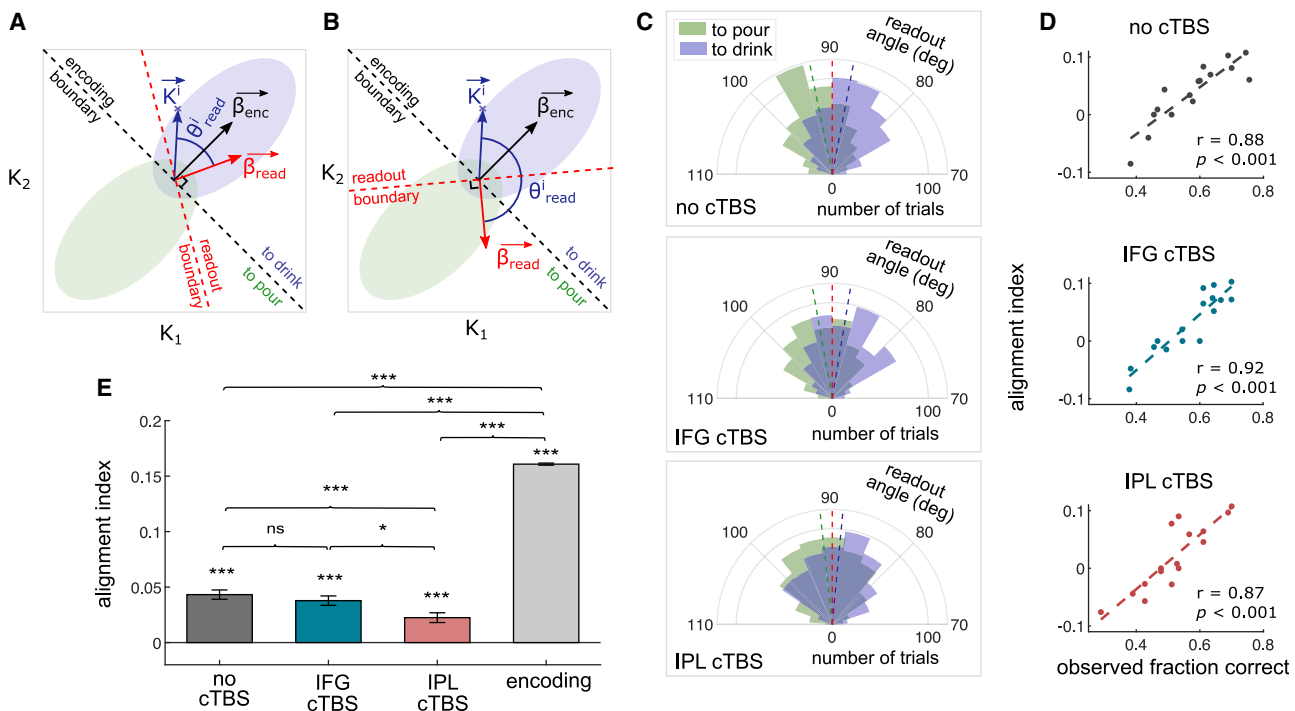 A
encoding
boundary
K⃗ⁱ
θⁱread
β⃗enc
β⃗read
K₂
readout
boundary
to drink
to pour
K₁
B
encoding
boundary
K⃗ⁱ
β⃗enc
K₂
readout
boundary
θⁱread
β⃗read
to drink
to pour
K₁
C
to pour
to drink
readout
angle (deg)
90
100
80
110
0
100
70
no cTBS
number of trials
readout
angle (deg)
90
100
80
110
0
100
70
IFG cTBS
number of trials
readout
angle (deg)
90
100
80
110
0
100
70
IPL cTBS
number of trials
D
no cTBS
0.1
0
-0.1
r = 0.88
p < 0.001
0.4
0.6
0.8
IFG cTBS
alignment index
0.1
0
-0.1
r = 0.92
p < 0.001
0.4
0.6
0.8
IPL cTBS
0.1
0
-0.1
r = 0.87
p < 0.001
0.4
0.6
0.8
observed fraction correct
E
alignment index
0.2
0.15
0.1
0.05
0
***
***
***
***
***
ns
*
***
***
***
no
cTBS
IFG
cTBS
IPL
cTBS
encoding